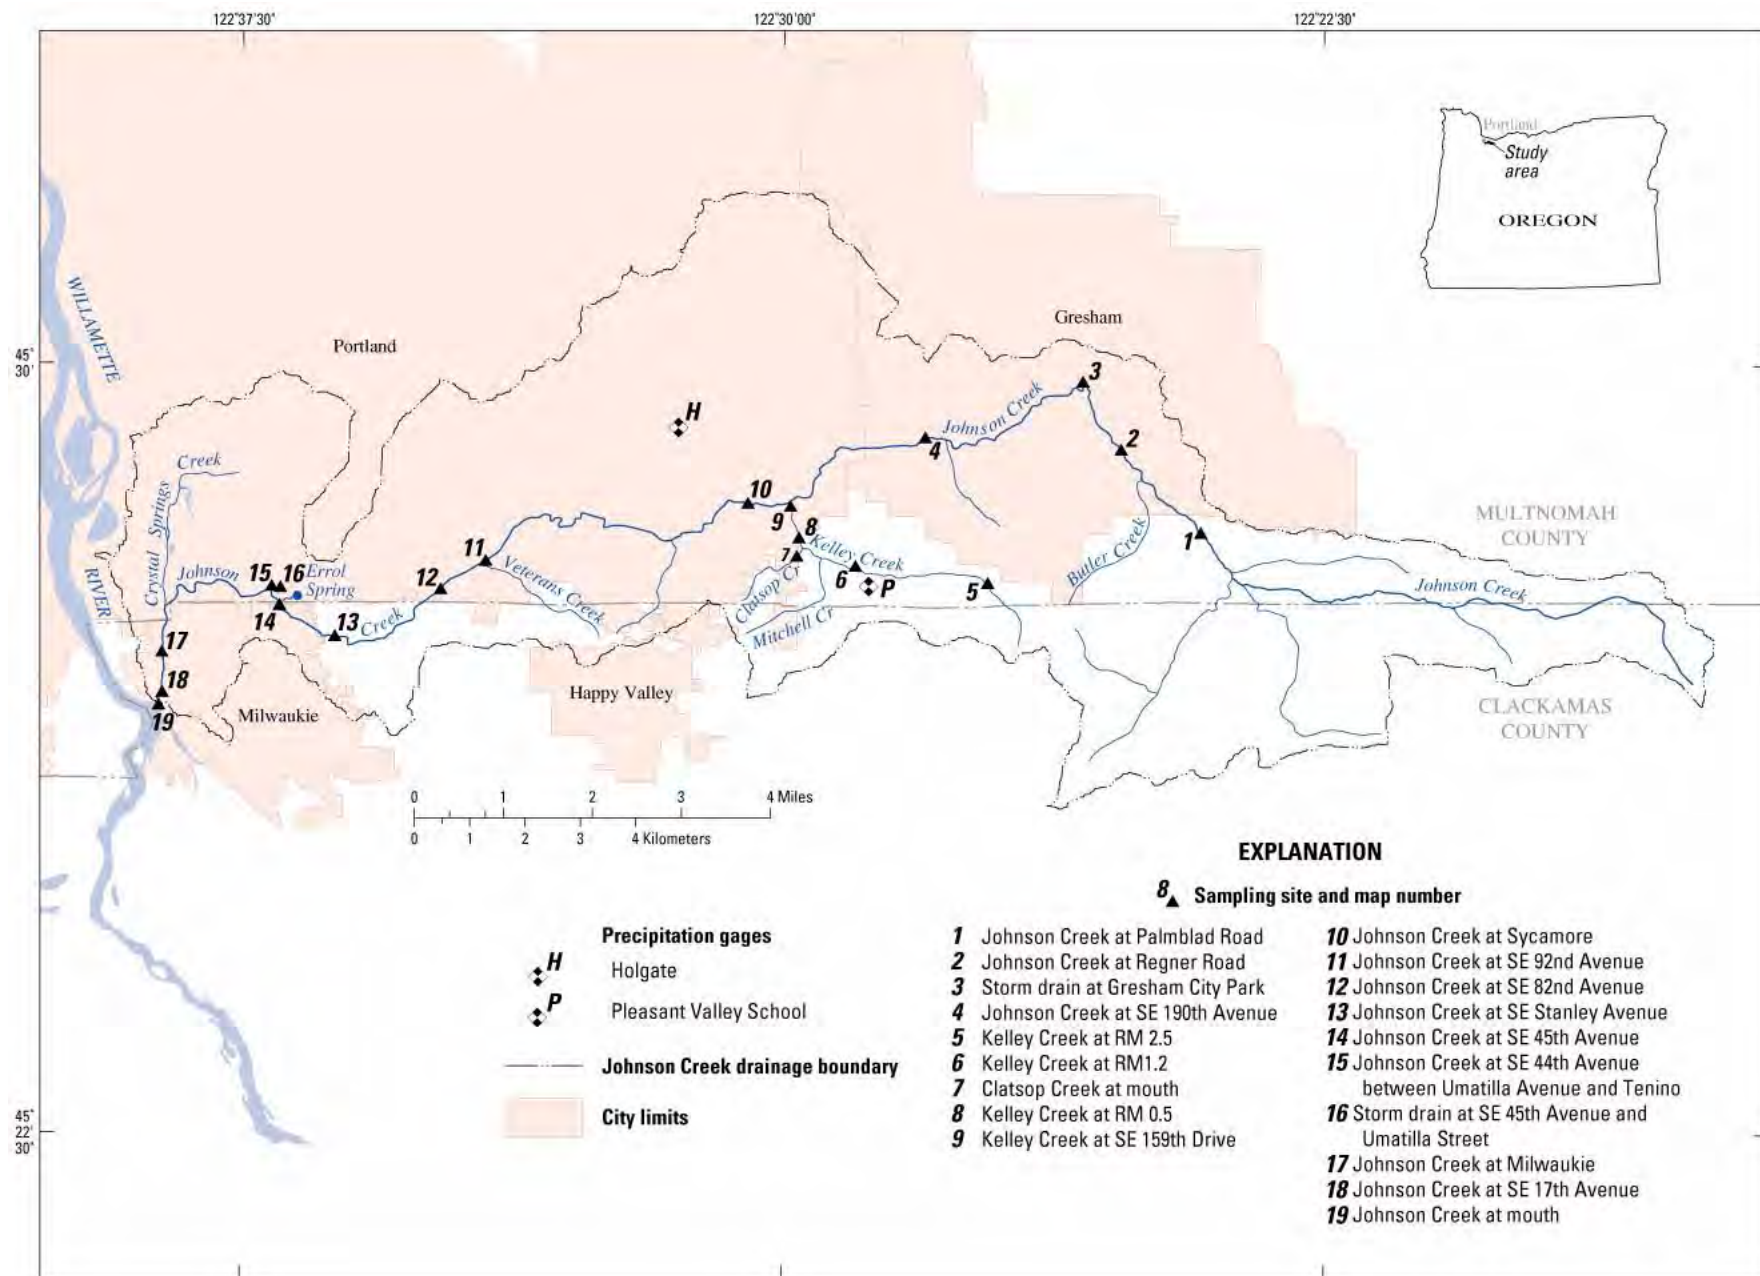 122°37'30"
122°30'00"
122°22'30"
Portland
Study
area
OREGON
WILLAMETTE
RIVER
45°
30'
Portland
Gresham
H
3
Johnson Creek
4
2
Creek
Crystal Springs
10
9
8
Kelley Creek
7
Clatsop Cr
6
P
5
Mitchell Cr
Butler Creek
1
MULTNOMAH
COUNTY
Johnson Creek
11
Veterans Creek
12
Johnson
15
16
Errol
Spring
14
13
Creek
17
18
19
Milwaukie
Happy Valley
CLACKAMAS
COUNTY
0 1 2 3 4 Miles
0 1 2 3 4 Kilometers
45°
22'
30"
Precipitation gages
H
Holgate
P
Pleasant Valley School
Johnson Creek drainage boundary
City limits
EXPLANATION
8 Sampling site and map number
1 Johnson Creek at Palmblad Road
2 Johnson Creek at Regner Road
3 Storm drain at Gresham City Park
4 Johnson Creek at SE 190th Avenue
5 Kelley Creek at RM 2.5
6 Kelley Creek at RM1.2
7 Clatsop Creek at mouth
8 Kelley Creek at RM 0.5
9 Kelley Creek at SE 159th Drive
10 Johnson Creek at Sycamore
11 Johnson Creek at SE 92nd Avenue
12 Johnson Creek at SE 82nd Avenue
13 Johnson Creek at SE Stanley Avenue
14 Johnson Creek at SE 45th Avenue
15 Johnson Creek at SE 44th Avenue
between Umatilla Avenue and Tenino
16 Storm drain at SE 45th Avenue and
Umatilla Street
17 Johnson Creek at Milwaukie
18 Johnson Creek at SE 17th Avenue
19 Johnson Creek at mouth